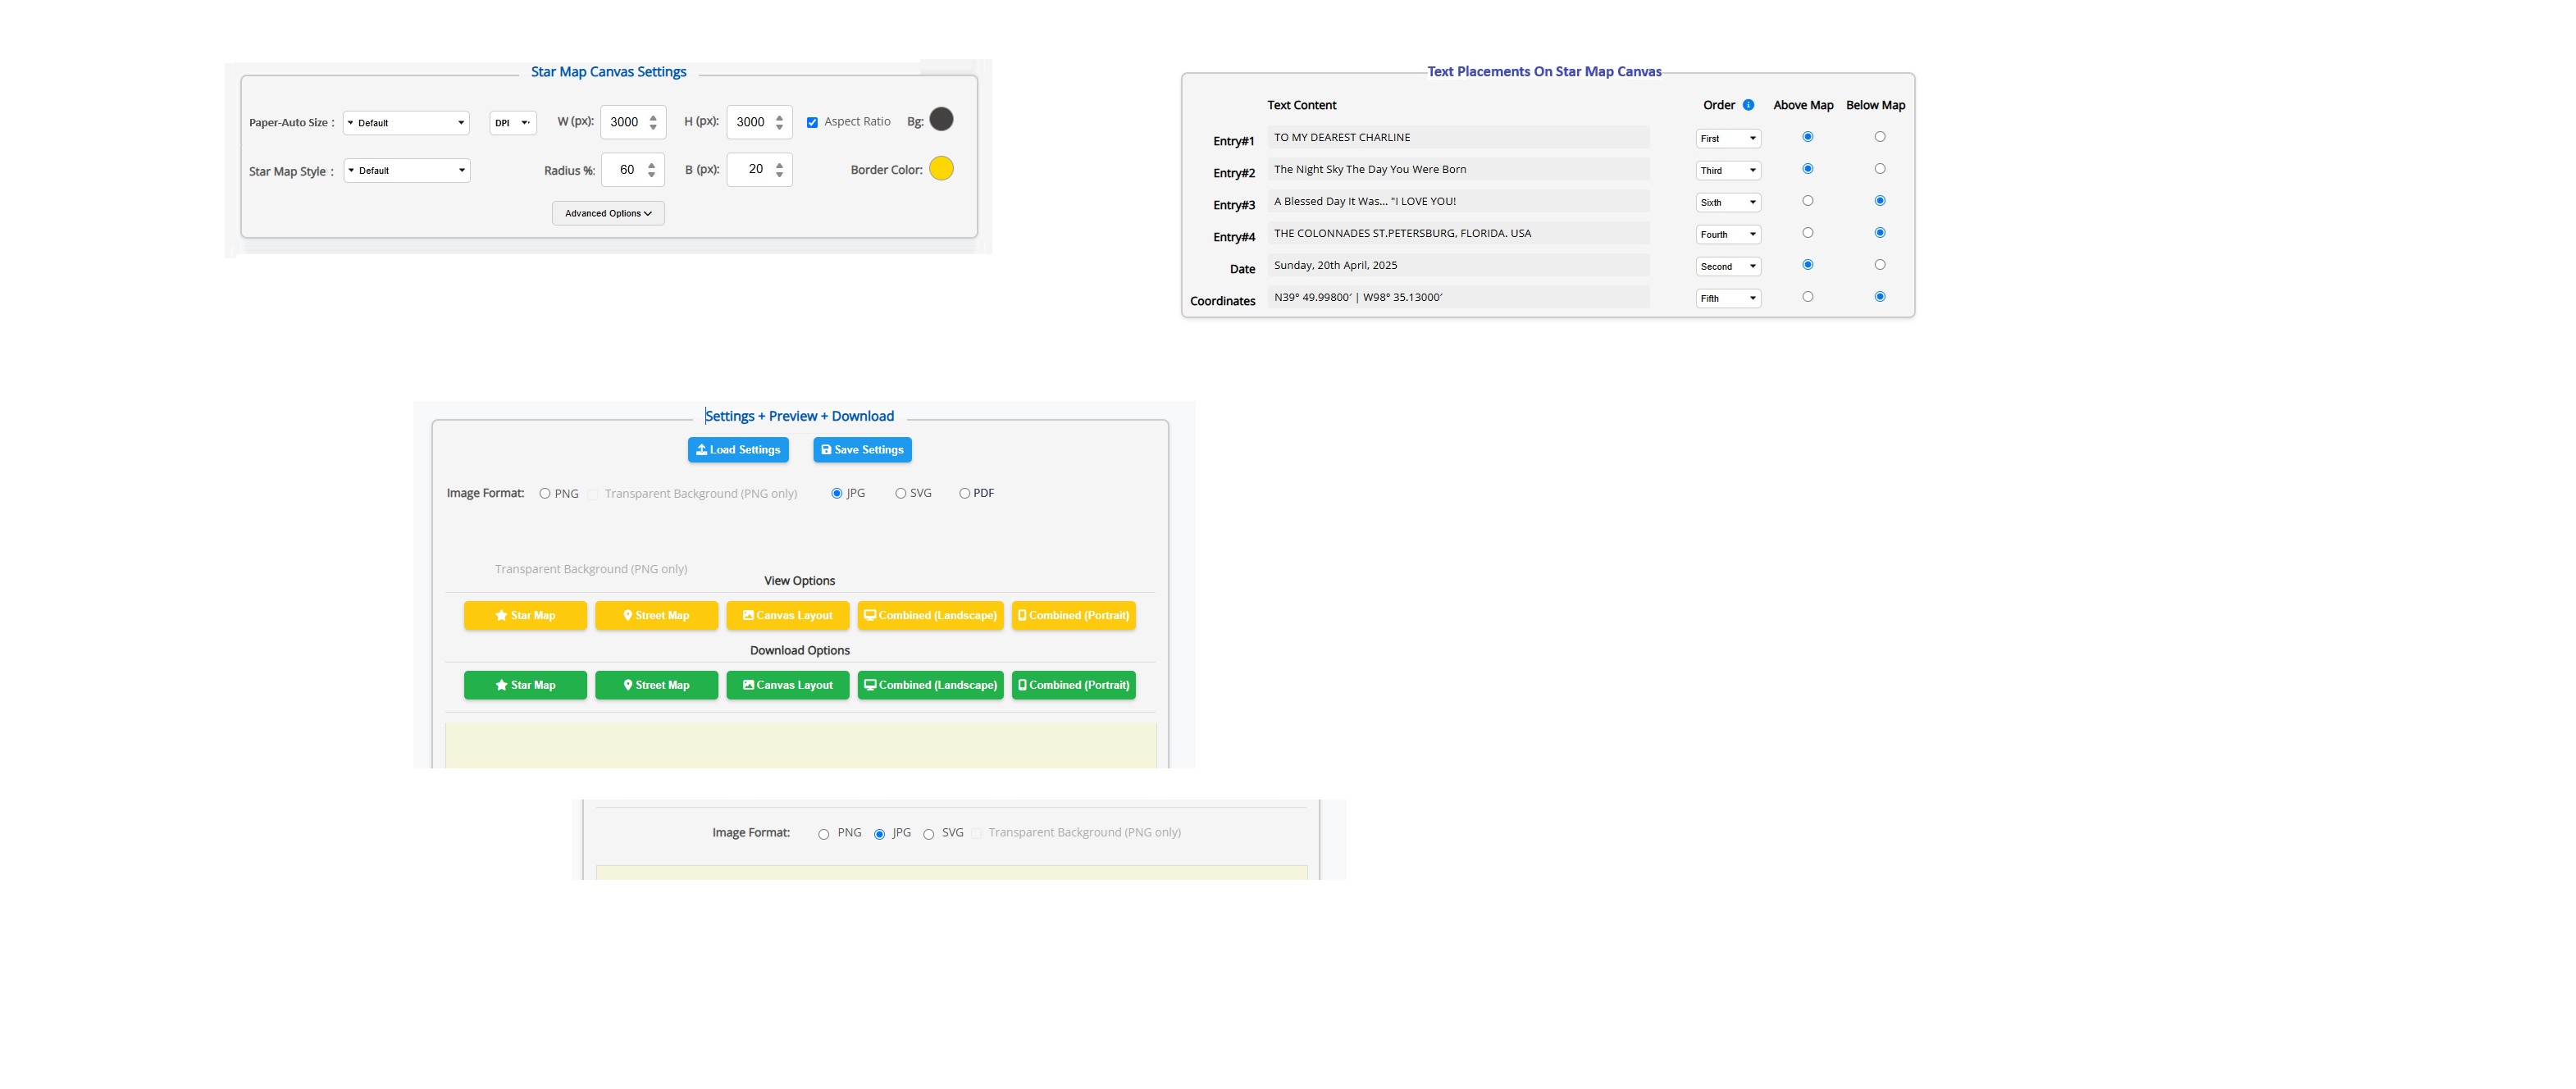 Star Map Canvas Settings
Paper-Auto Size : Default DPI W (px): 3000 H (px): 3000 Aspect Ratio Bg:
Star Map Style : Default Radius %: 60 B (px): 20 Border Color:
Advanced Options
Text Placements On Star Map Canvas
Text Content Order Above Map Below Map
Entry#1 TO MY DEAREST CHARLINE First
Entry#2 The Night Sky The Day You Were Born Third
Entry#3 A Blessed Day It Was... "I LOVE YOU! Sixth
Entry#4 THE COLONNADES ST.PETERSBURG, FLORIDA. USA Fourth
Date Sunday, 20th April, 2025 Second
Coordinates N39° 49.99800′ | W98° 35.13000′ Fifth
Settings + Preview + Download
Load Settings Save Settings
Image Format: PNG Transparent Background (PNG only) JPG SVG PDF
Transparent Background (PNG only)
View Options
Star Map Street Map Canvas Layout Combined (Landscape) Combined (Portrait)
Download Options
Star Map Street Map Canvas Layout Combined (Landscape) Combined (Portrait)
Image Format: PNG JPG SVG Transparent Background (PNG only)